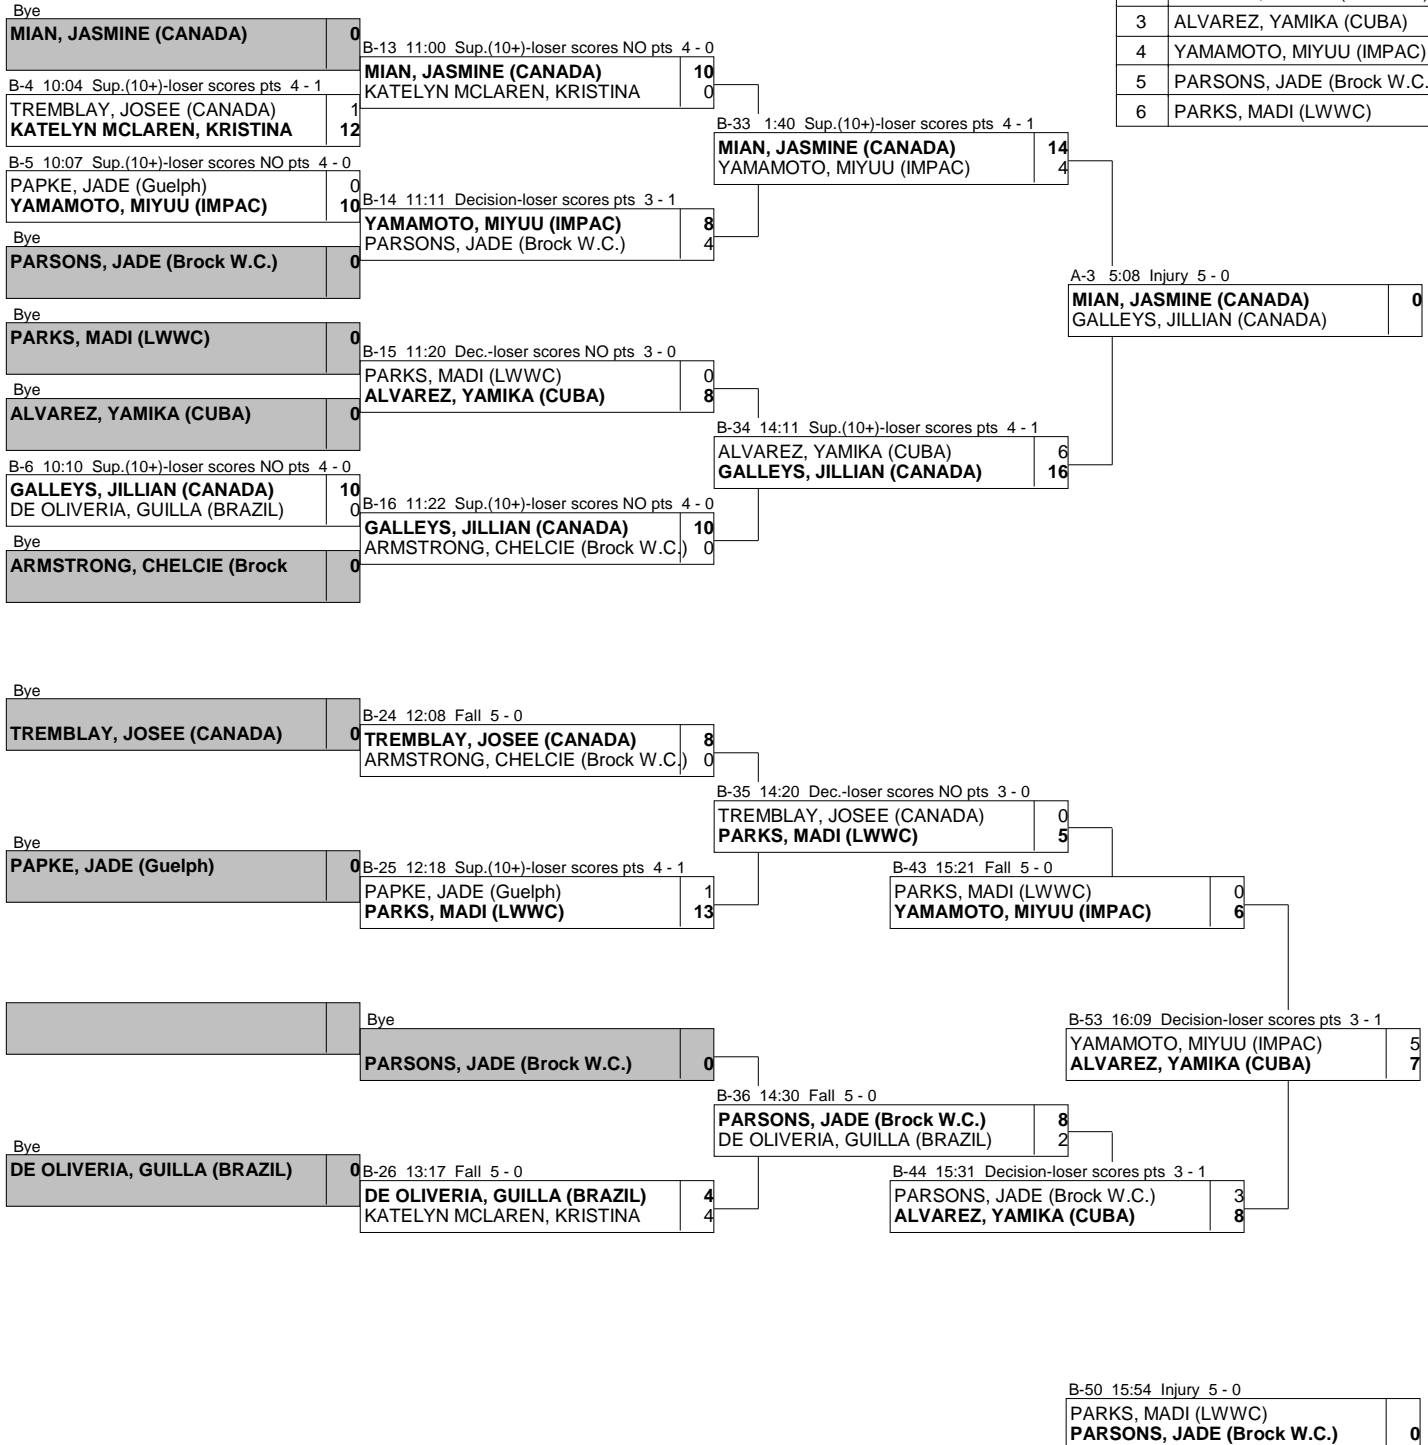 3 ALVAREZ, YAMIKA (CUBA)
4 YAMAMOTO, MIYUU (IMPAC)
5 PARSONS, JADE (Brock W.C.
6 PARKS, MADI (LWWC)
Bye
MIAN, JASMINE (CANADA) 0
B-4 10:04 Sup.(10+)-loser scores pts 4 - 1
TREMBLAY, JOSEE (CANADA) 1
KATELYN MCLAREN, KRISTINA 12
B-5 10:07 Sup.(10+)-loser scores NO pts 4 - 0
PAPKE, JADE (Guelph) 0
YAMAMOTO, MIYUU (IMPAC) 10
Bye
PARSONS, JADE (Brock W.C.) 0
Bye
PARKS, MADI (LWWC) 0
Bye
ALVAREZ, YAMIKA (CUBA) 0
B-6 10:10 Sup.(10+)-loser scores NO pts 4 - 0
GALLEYS, JILLIAN (CANADA) 10
DE OLIVERIA, GUILLA (BRAZIL) 0
Bye
ARMSTRONG, CHELCIE (Brock 0
B-13 11:00 Sup.(10+)-loser scores NO pts 4 - 0
MIAN, JASMINE (CANADA) 10
KATELYN MCLAREN, KRISTINA 0
B-14 11:11 Decision-loser scores pts 3 - 1
YAMAMOTO, MIYUU (IMPAC) 8
PARSONS, JADE (Brock W.C.) 4
B-15 11:20 Dec.-loser scores NO pts 3 - 0
PARKS, MADI (LWWC) 0
ALVAREZ, YAMIKA (CUBA) 8
B-16 11:22 Sup.(10+)-loser scores NO pts 4 - 0
GALLEYS, JILLIAN (CANADA) 10
ARMSTRONG, CHELCIE (Brock W.C.) 0
B-33 1:40 Sup.(10+)-loser scores pts 4 - 1
MIAN, JASMINE (CANADA) 14
YAMAMOTO, MIYUU (IMPAC) 4
B-34 14:11 Sup.(10+)-loser scores pts 4 - 1
ALVAREZ, YAMIKA (CUBA) 6
GALLEYS, JILLIAN (CANADA) 16
A-3 5:08 Injury 5 - 0
MIAN, JASMINE (CANADA) 0
GALLEYS, JILLIAN (CANADA)
Bye
TREMBLAY, JOSEE (CANADA) 0
Bye
PAPKE, JADE (Guelph) 0
Bye
DE OLIVERIA, GUILLA (BRAZIL) 0
B-24 12:08 Fall 5 - 0
TREMBLAY, JOSEE (CANADA) 8
ARMSTRONG, CHELCIE (Brock W.C.) 0
B-25 12:18 Sup.(10+)-loser scores pts 4 - 1
PAPKE, JADE (Guelph) 1
PARKS, MADI (LWWC) 13
Bye
PARSONS, JADE (Brock W.C.) 0
B-26 13:17 Fall 5 - 0
DE OLIVERIA, GUILLA (BRAZIL) 4
KATELYN MCLAREN, KRISTINA 4
B-35 14:20 Dec.-loser scores NO pts 3 - 0
TREMBLAY, JOSEE (CANADA) 0
PARKS, MADI (LWWC) 5
B-36 14:30 Fall 5 - 0
PARSONS, JADE (Brock W.C.) 8
DE OLIVERIA, GUILLA (BRAZIL) 2
B-43 15:21 Fall 5 - 0
PARKS, MADI (LWWC) 0
YAMAMOTO, MIYUU (IMPAC) 6
B-44 15:31 Decision-loser scores pts 3 - 1
PARSONS, JADE (Brock W.C.) 3
ALVAREZ, YAMIKA (CUBA) 8
B-53 16:09 Decision-loser scores pts 3 - 1
YAMAMOTO, MIYUU (IMPAC) 5
ALVAREZ, YAMIKA (CUBA) 7
B-50 15:54 Injury 5 - 0
PARKS, MADI (LWWC)
PARSONS, JADE (Brock W.C.) 0